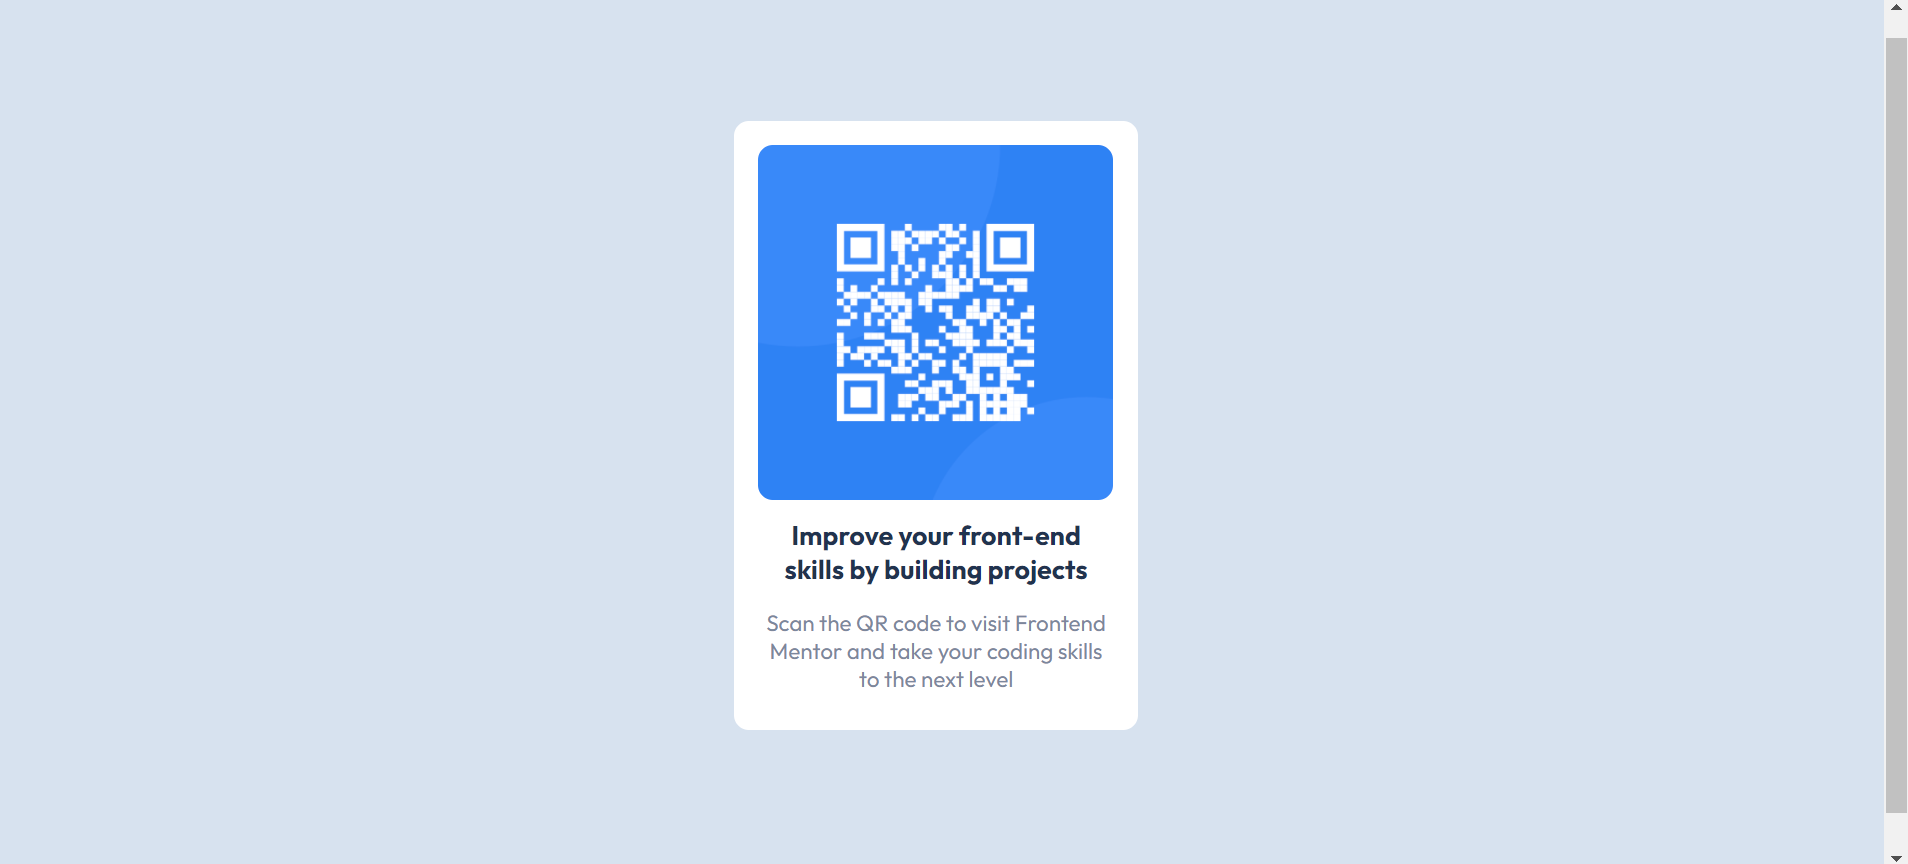 Improve your front-end
skills by building projects
Scan the QR code to visit Frontend
Mentor and take your coding skills
to the next level